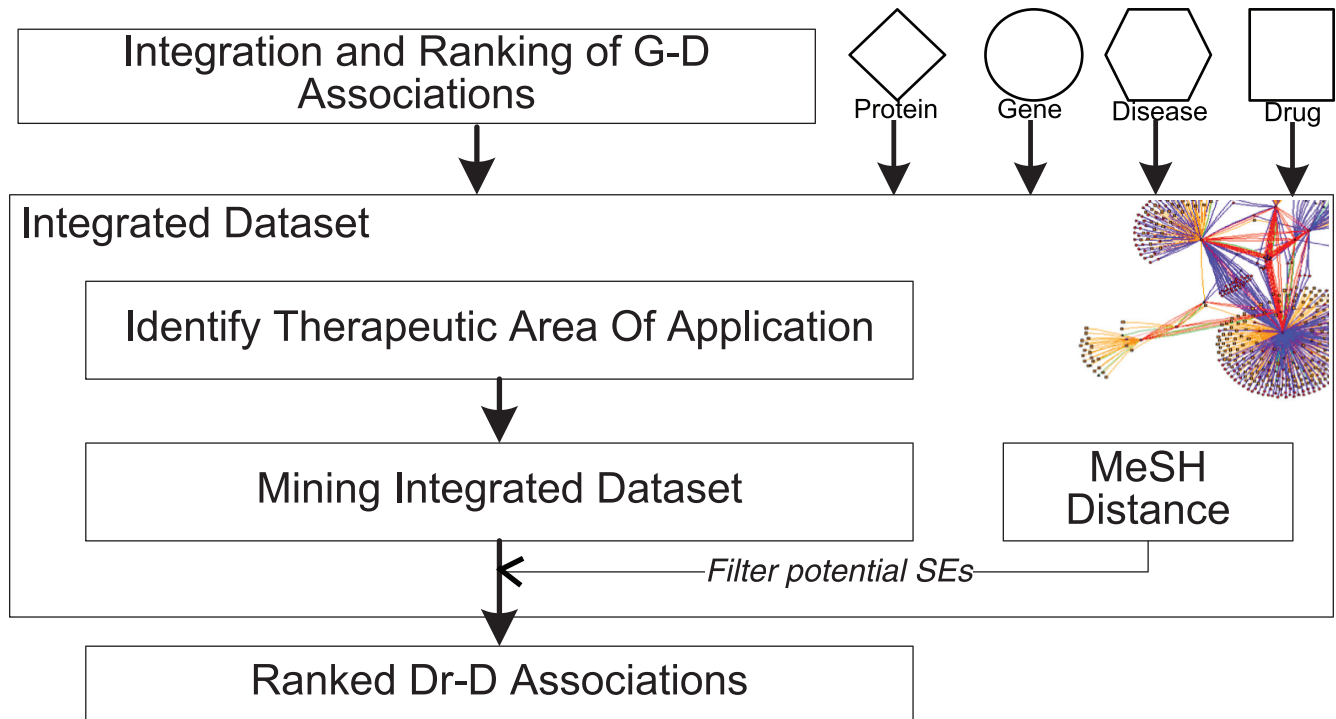 Integration and Ranking of G-D
Associations
Protein
Gene
Disease
Drug
Integrated Dataset
Identify Therapeutic Area Of Application
Mining Integrated Dataset
MeSH
Distance
Filter potential SEs
Ranked Dr-D Associations